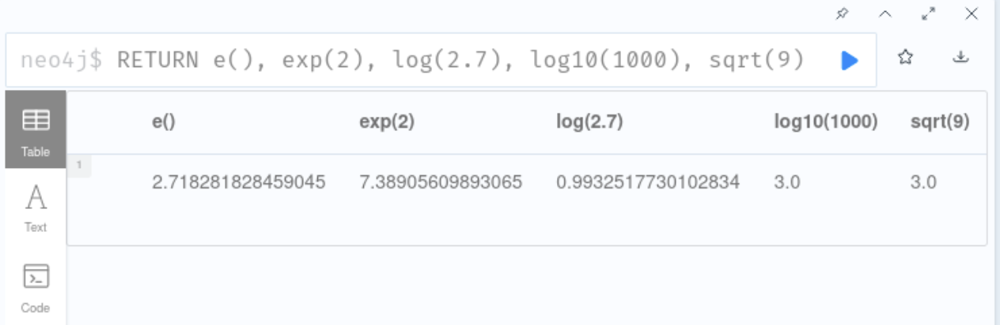 neo4j$ RETURN e(), exp(2), log(2.7), log10(1000), sqrt(9)
Table
Text
Code
e() exp(2) log(2.7) log10(1000) sqrt(9)
1
2.718281828459045 7.38905609893065 0.9932517730102834 3.0 3.0